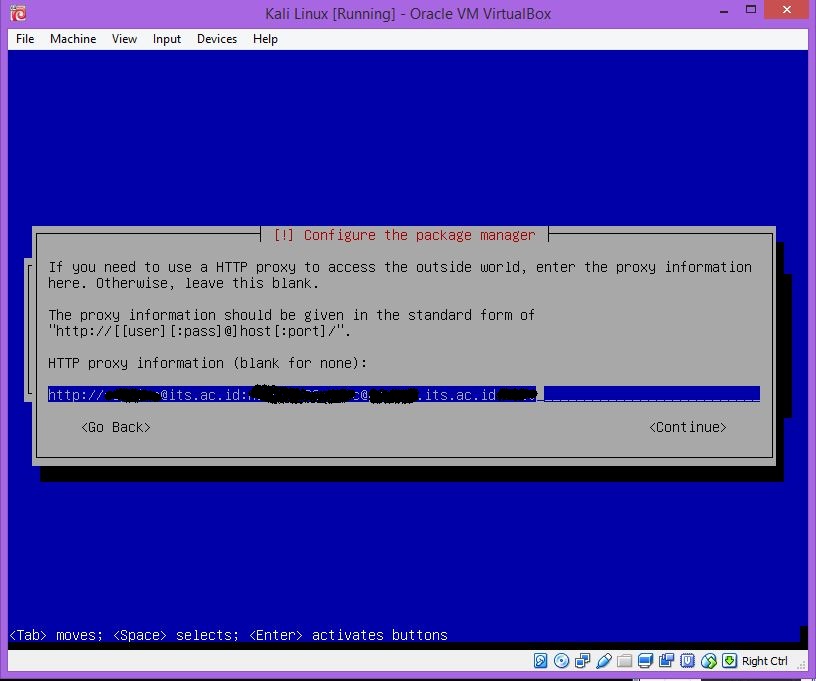 Kali Linux [Running] - Oracle VM VirtualBox
File Machine View Input Devices Help
[!] Configure the package manager
If you need to use a HTTP proxy to access the outside world, enter the proxy information
here. Otherwise, leave this blank.
The proxy information should be given in the standard form of
"http://[[user][:pass]@]host[:port]/".
HTTP proxy information (blank for none):
http:// @its.ac.id: @ .its.ac.id
<Go Back> <Continue>
<Tab> moves; <Space> selects; <Enter> activates buttons
Right Ctrl